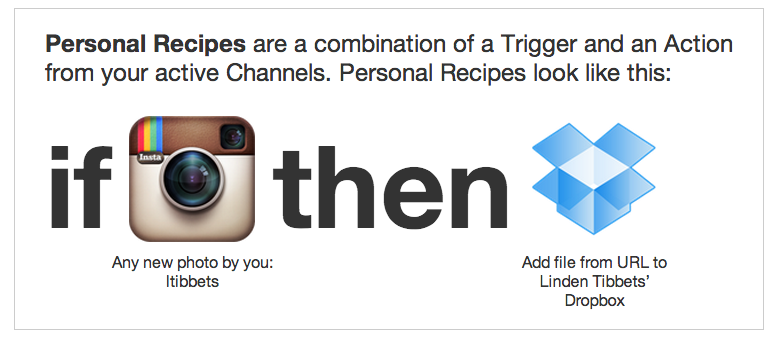 Personal Recipes are a combination of a Trigger and an Action
from your active Channels. Personal Recipes look like this:
if
Insta
then
Any new photo by you:
ltibbets
Add file from URL to
Linden Tibbets’
Dropbox